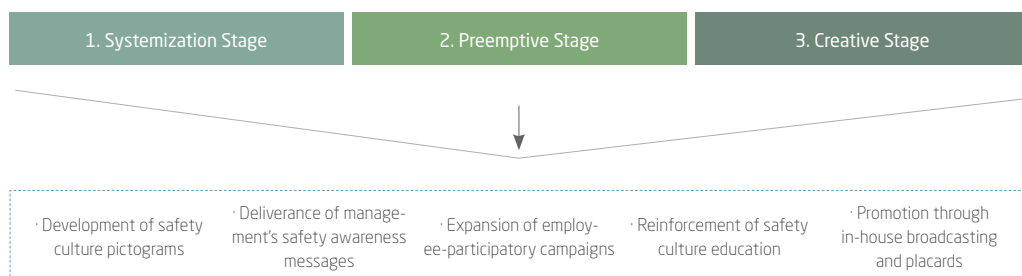 1. Systemization Stage
2. Preemptive Stage
3. Creative Stage
· Development of safety
culture pictograms
· Deliverance of manage-
ment's safety awareness
messages
· Expansion of employ-
ee-participatory campaigns
· Reinforcement of safety
culture education
· Promotion through
in-house broadcasting
and placards